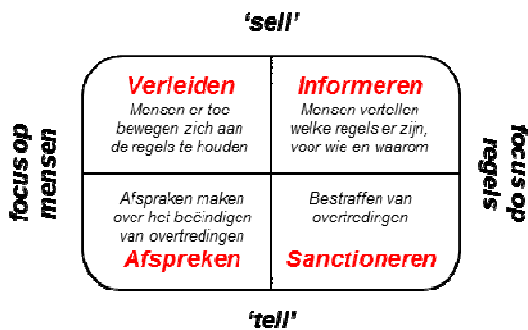 ‘sell’
focus op
mensen
Verleiden
Mensen er toe
bewegen zich aan
de regels te houden
Informeren
Mensen vertellen
welke regels er zijn,
voor wie en waarom
focus op
regels
Afspraken maken
over het beëindigen
van overtredingen
Afspreken
Bestraffen van
overtredingen
Sanctioneren
‘tell’